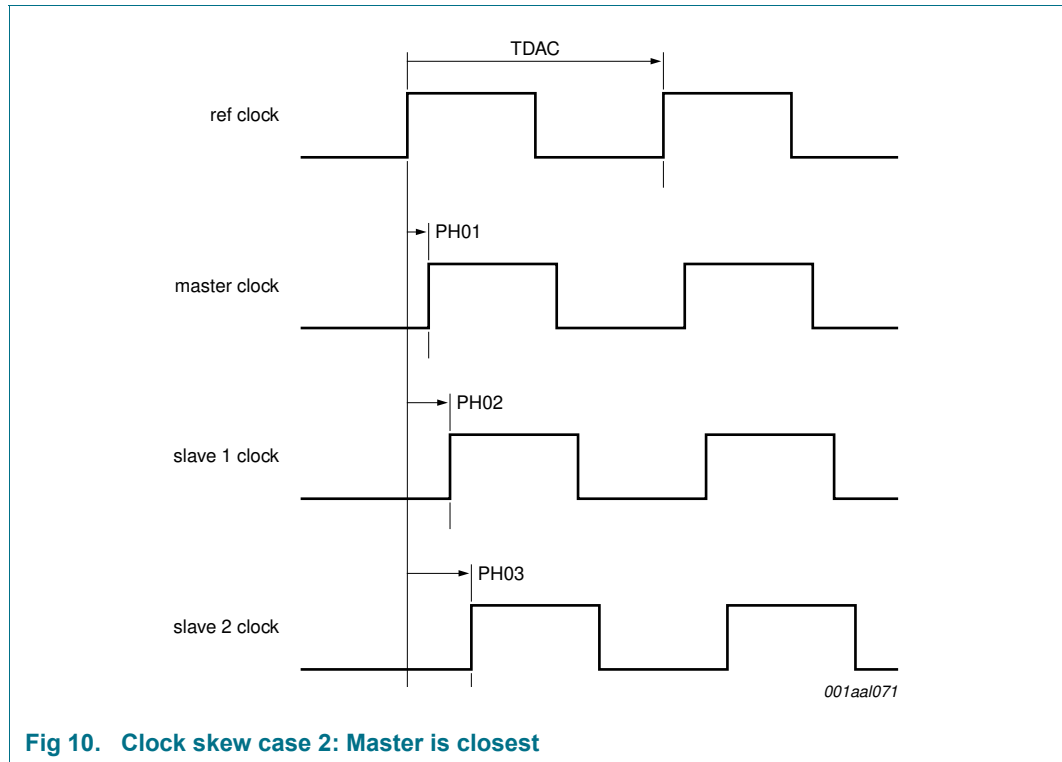 TDAC
ref clock
PH01
master clock
PH02
slave 1 clock
PH03
slave 2 clock
001aal071
Fig 10. Clock skew case 2: Master is closest